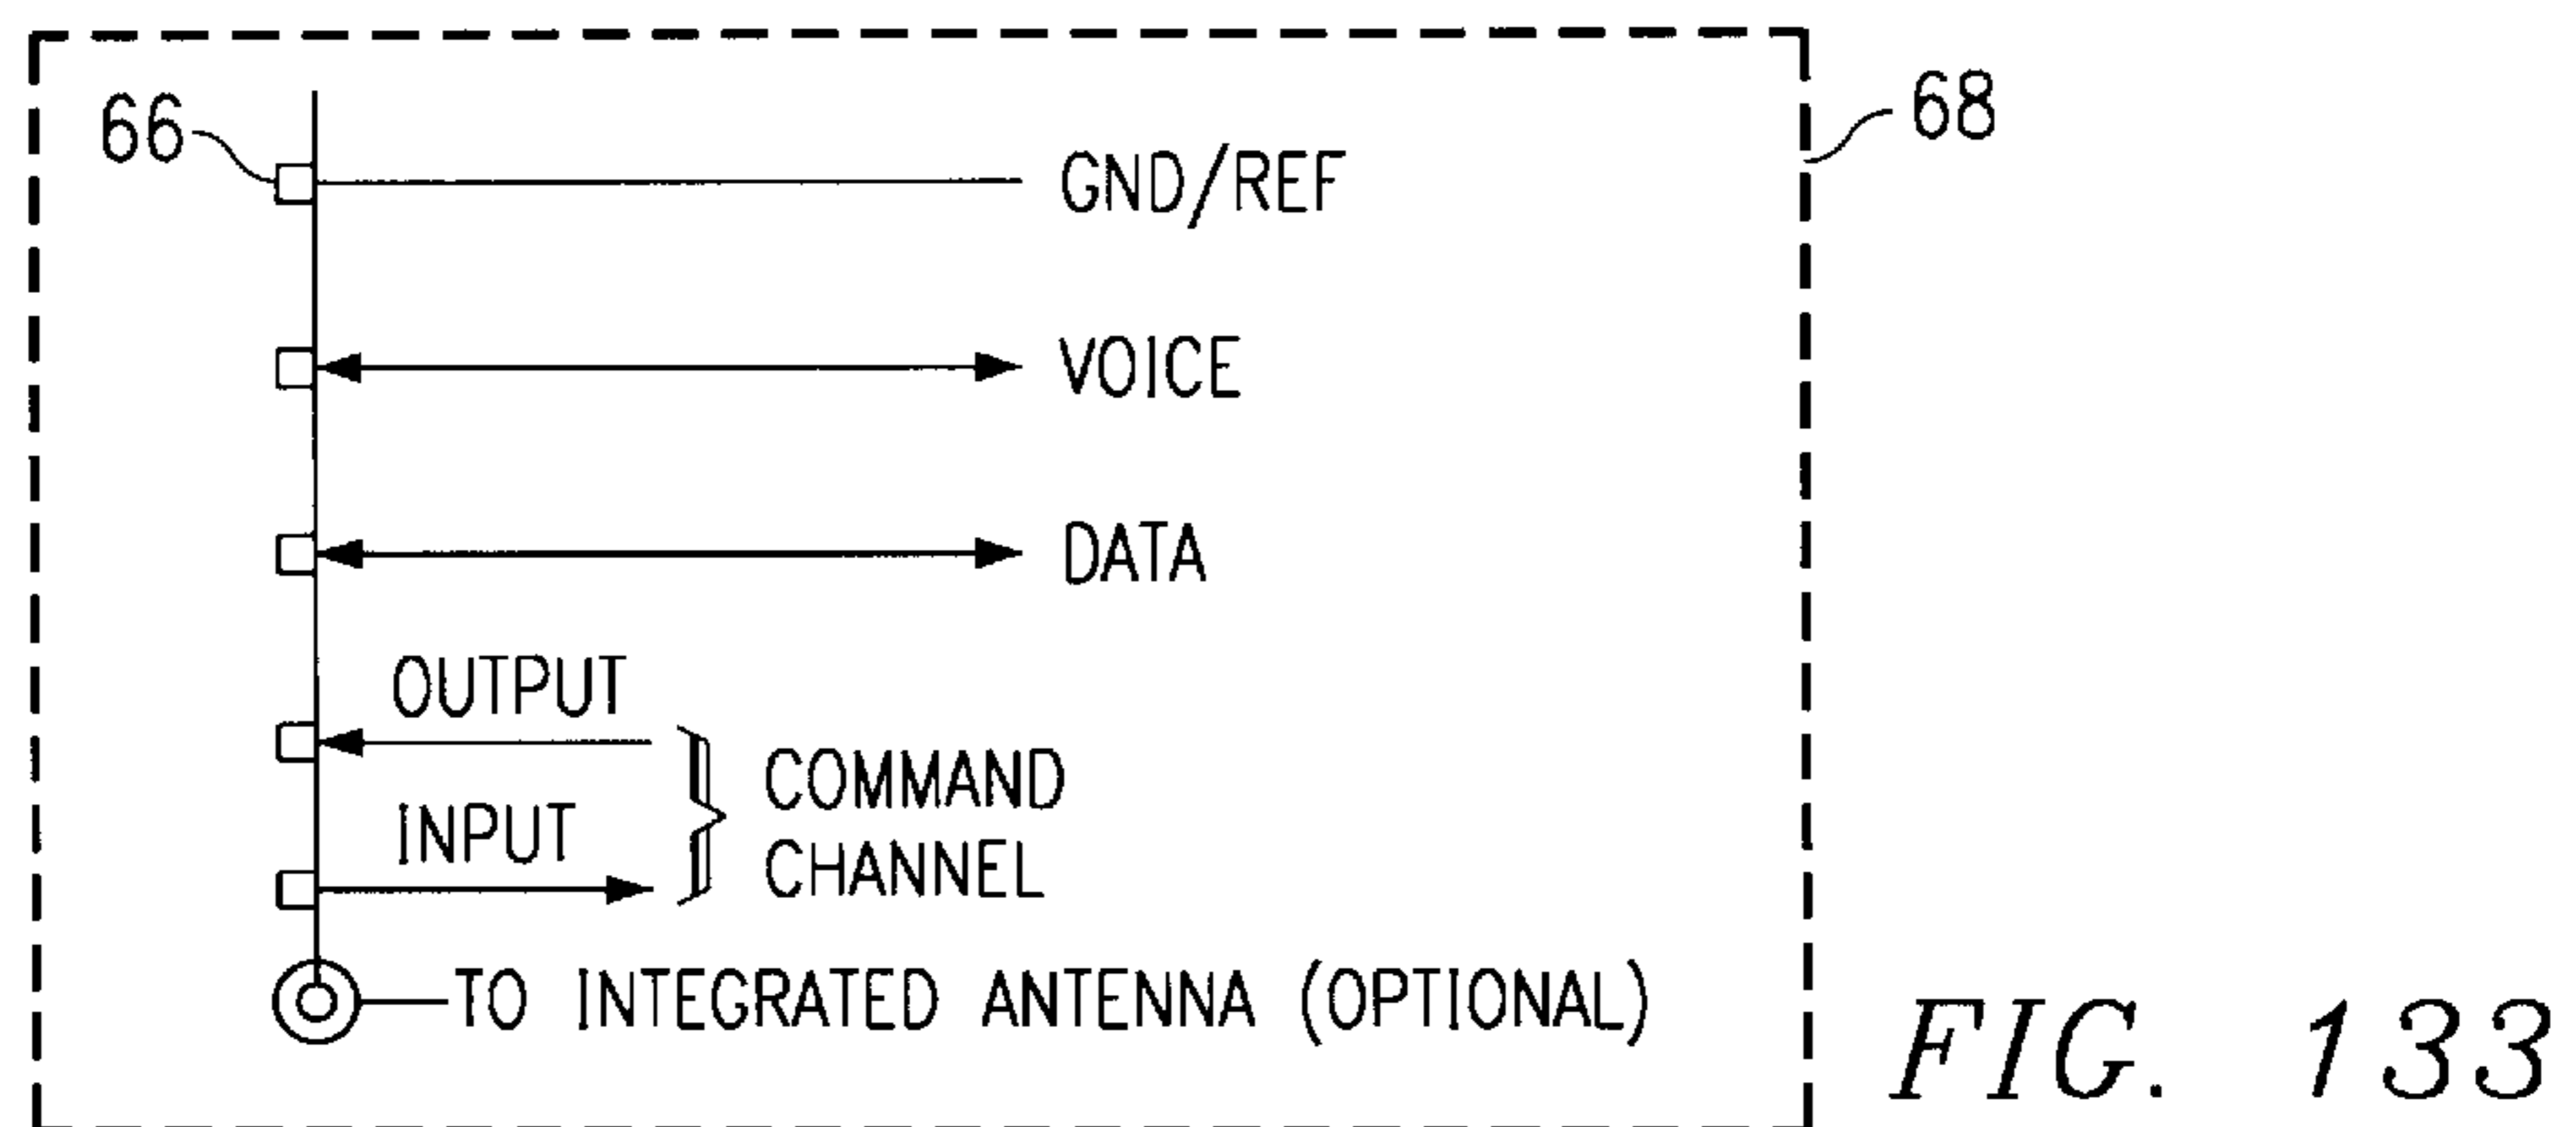 66
68
GND/REF
VOICE
DATA
OUTPUT
INPUT
COMMAND
CHANNEL
TO INTEGRATED ANTENNA (OPTIONAL)
FIG. 133